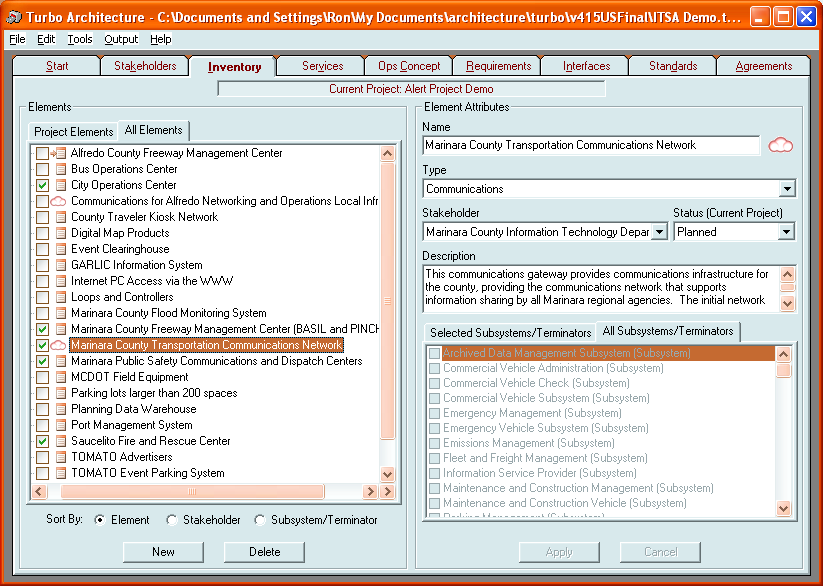 Turbo Architecture - C:\Documents and Settings\Ron\My Documents\architecture\turbo\v415USFinal\ITSA Demo.t...
File Edit Tools Output Help
Start Stakeholders Inventory Services Ops Concept Requirements Interfaces Standards Agreements
Current Project: Alert Project Demo
Elements
Project Elements All Elements
Alfredo County Freeway Management Center
Bus Operations Center
City Operations Center
Communications for Alfredo Networking and Operations Local Infr
County Traveler Kiosk Network
Digital Map Products
Event Clearinghouse
GARLIC Information System
Internet PC Access via the WWW
Loops and Controllers
Marinara County Flood Monitoring System
Marinara County Freeway Management Center (BASIL and PINCH
Marinara County Transportation Communications Network
Marinara Public Safety Communications and Dispatch Centers
MCDOT Field Equipment
Parking lots larger than 200 spaces
Planning Data Warehouse
Port Management System
Saucelito Fire and Rescue Center
TOMATO Advertisers
TOMATO Event Parking System
Sort By: Element Stakeholder Subsystem/Terminator
New Delete
Element Attributes
Name
Marinara County Transportation Communications Network
Type
Communications
Stakeholder Status (Current Project)
Marinara County Information Technology Depar Planned
Description
This communications gateway provides communications infrastructure for
the county, providing the communications network that supports
information sharing by all Marinara regional agencies. The initial network
Selected Subsystems/Terminators All Subsystems/Terminators
Archived Data Management Subsystem (Subsystem)
Commercial Vehicle Administration (Subsystem)
Commercial Vehicle Check (Subsystem)
Commercial Vehicle Subsystem (Subsystem)
Emergency Management (Subsystem)
Emergency Vehicle Subsystem (Subsystem)
Emissions Management (Subsystem)
Fleet and Freight Management (Subsystem)
Information Service Provider (Subsystem)
Maintenance and Construction Management (Subsystem)
Maintenance and Construction Vehicle (Subsystem)
Parking Management (Subsystem)
Apply Cancel